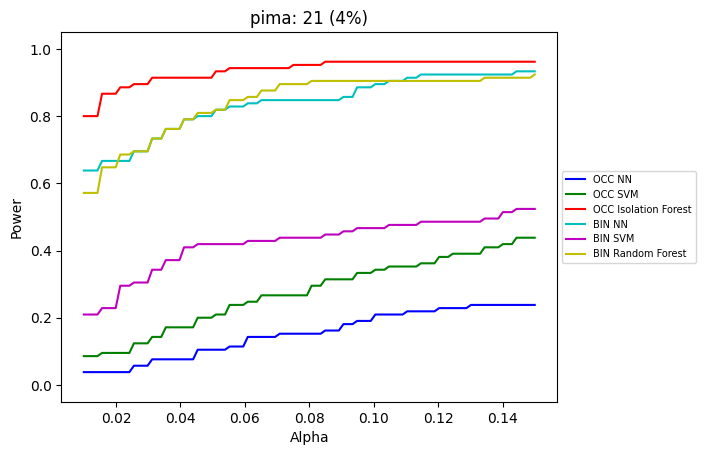 pima: 21 (4%)
1.0
0.8
0.6
0.4
0.2
0.0
Power
0.02
0.04
0.06
0.08
0.10
0.12
0.14
Alpha
OCC NN
OCC SVM
OCC Isolation Forest
BIN NN
BIN SVM
BIN Random Forest